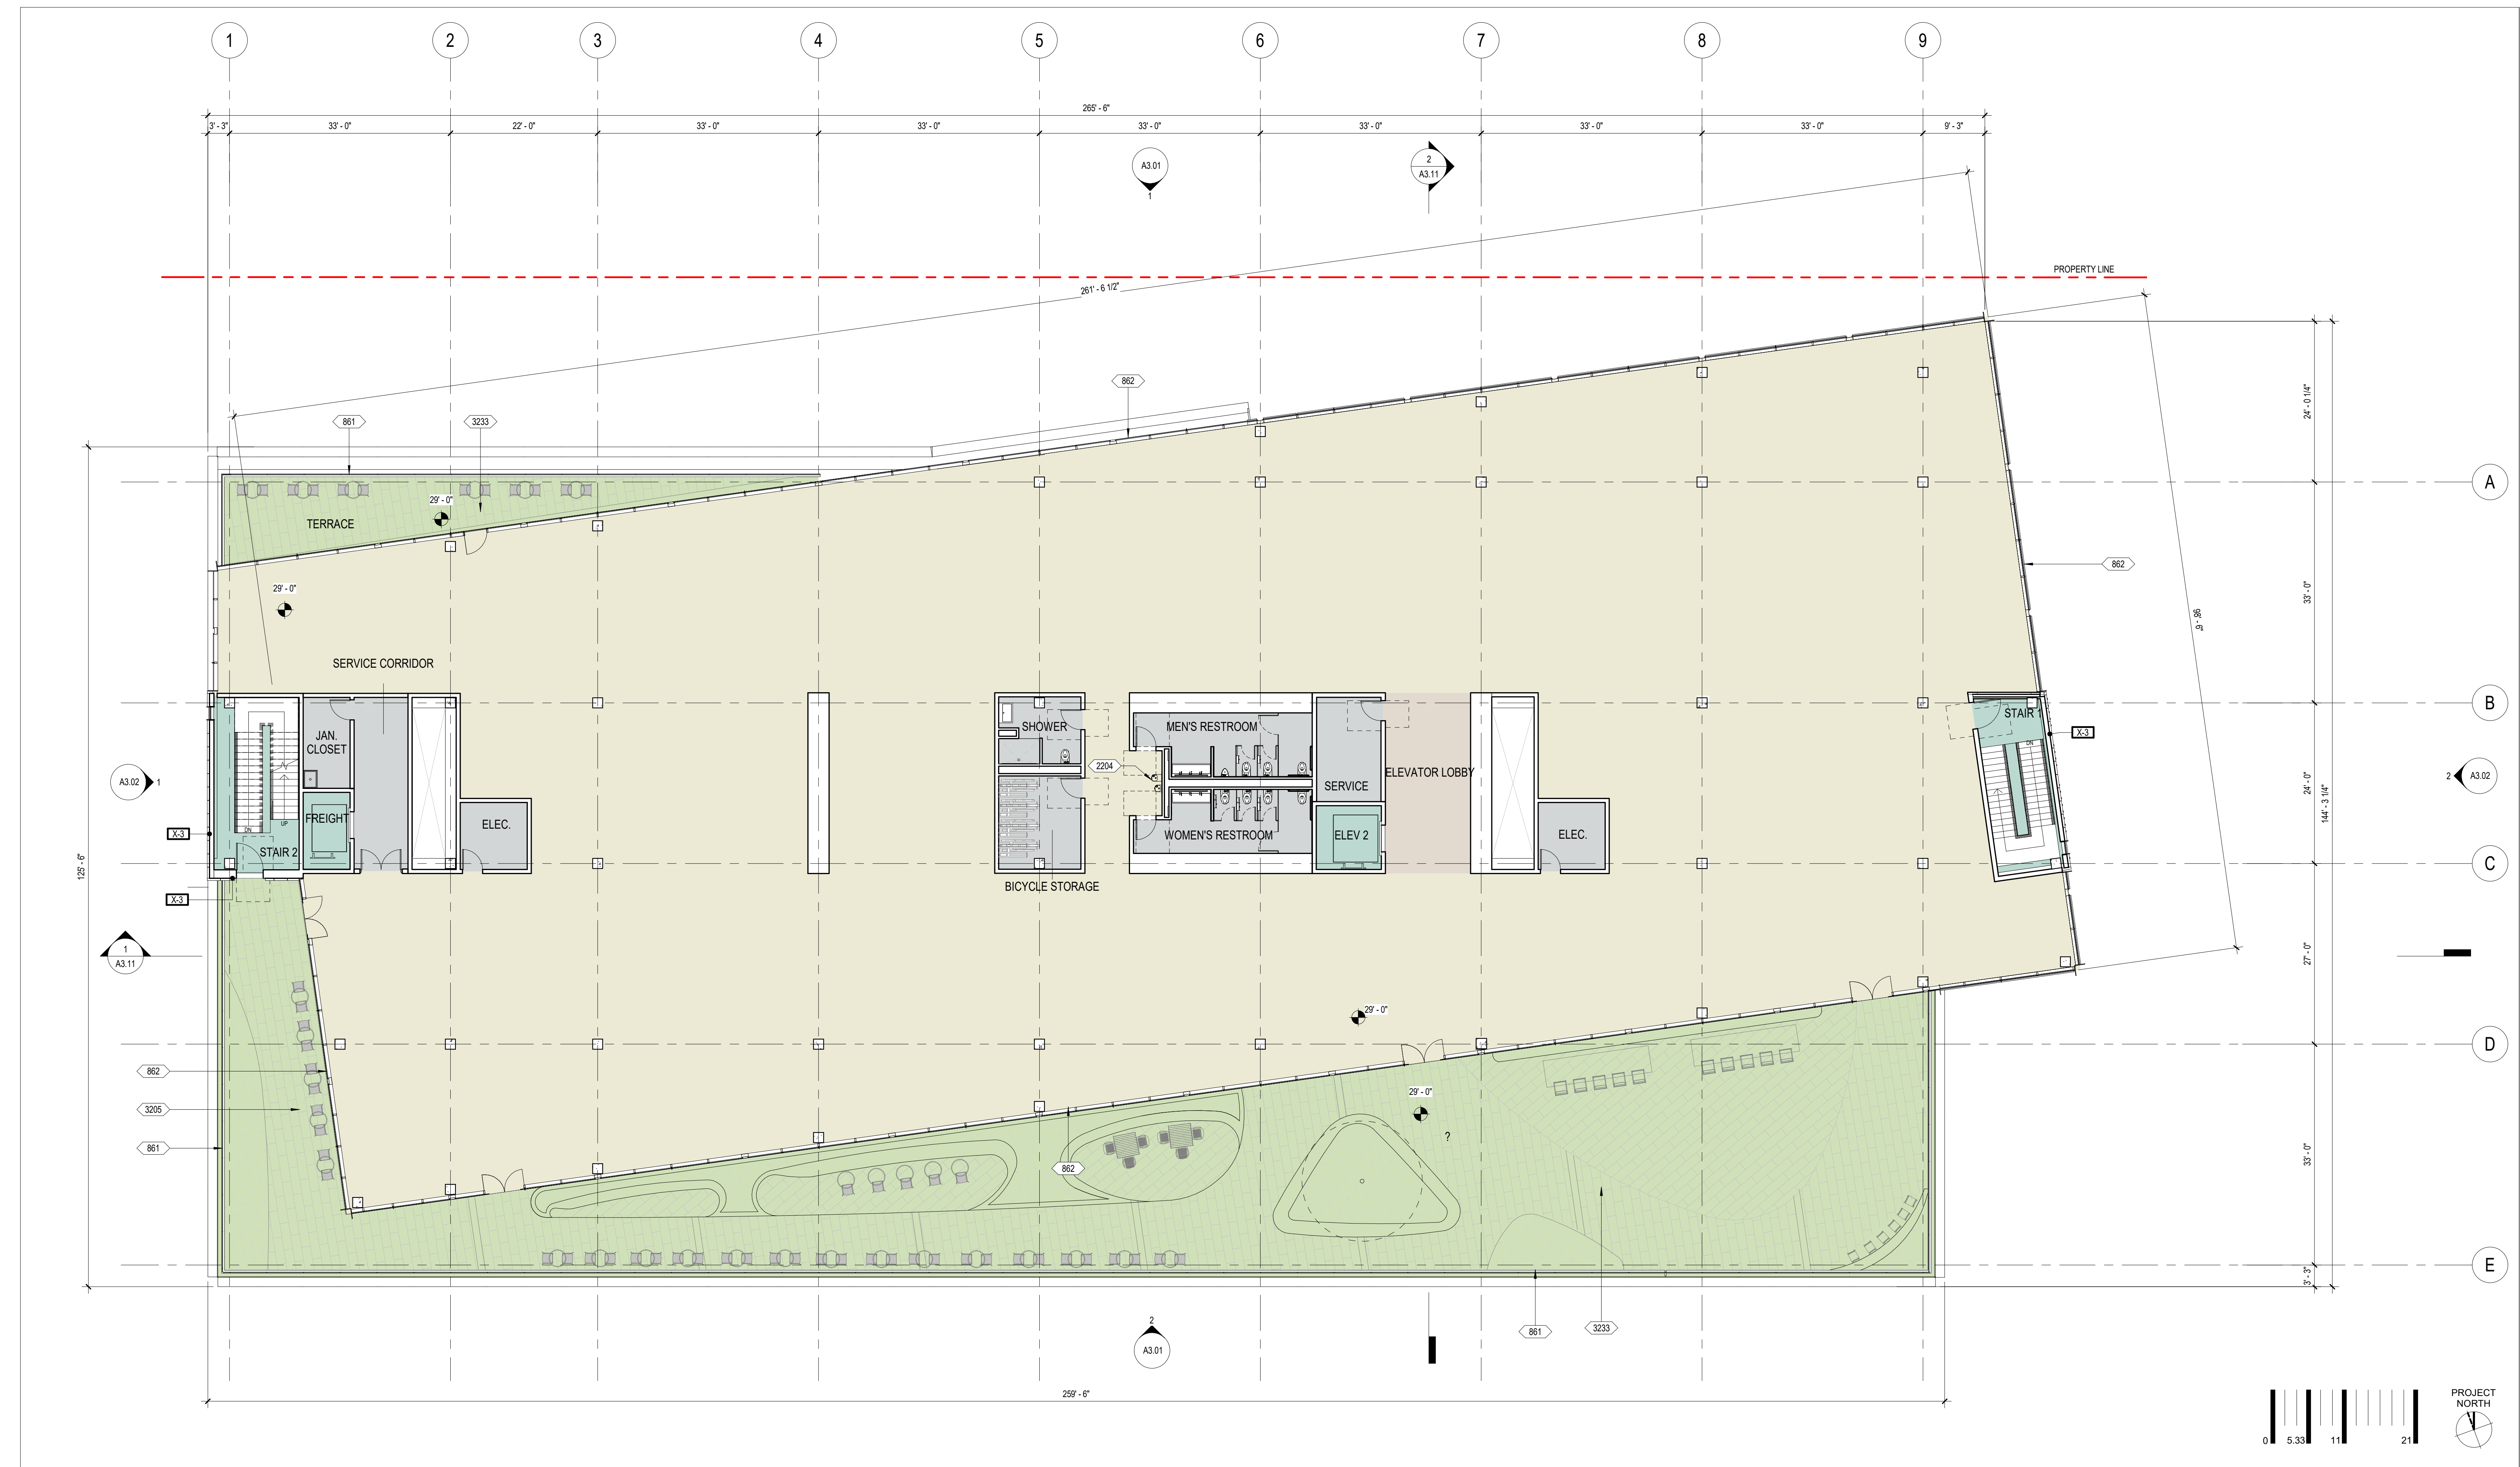 1 2 3 4 5 6 7 8 9
265' - 6"
3' - 3" 33' - 0" 22' - 0" 33' - 0" 33' - 0" 33' - 0" 33' - 0" 33' - 0" 33' - 0" 9' - 3"
A3.01
1
2
A3.11
PROPERTY LINE
261' - 6 1/2"
862
861
3233
24' - 0 1/4"
A
29' - 0"
TERRACE
862
29' - 0"
33' - 0"
98' - 6"
SERVICE CORRIDOR
B
STAIR 1
SHOWER
MEN'S RESTROOM
X-3
JAN.
CLOSET
DN
2204
ELEVATOR LOBBY
A3.02
1
2
A3.02
SERVICE
24' - 0"
144' - 3 1/4"
FREIGHT
ELEC.
X-3
DN
UP
WOMEN'S RESTROOM
ELEV 2
ELEC.
STAIR 2
125' - 6"
C
BICYCLE STORAGE
X-3
1
A3.11
27' - 0"
29' - 0"
D
862
29' - 0"
3205
?
861
862
33' - 0"
E
3' - 3"
2
A3.01
861
3233
259' - 6"
PROJECT
NORTH
0 5.33 11 21